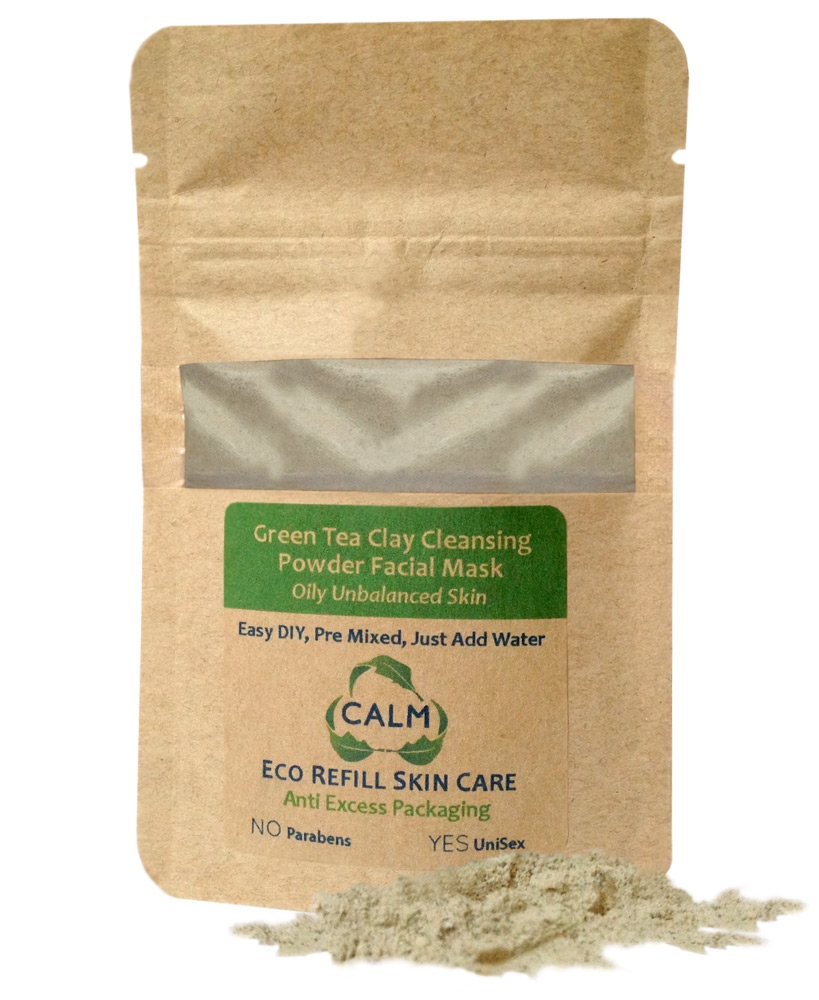 Green Tea Clay Cleansing
Powder Facial Mask
Oily Unbalanced Skin
Easy DIY, Pre Mixed, Just Add Water
CALM
ECO REFILL SKIN CARE
Anti Excess Packaging
NO Parabens YES UniSex